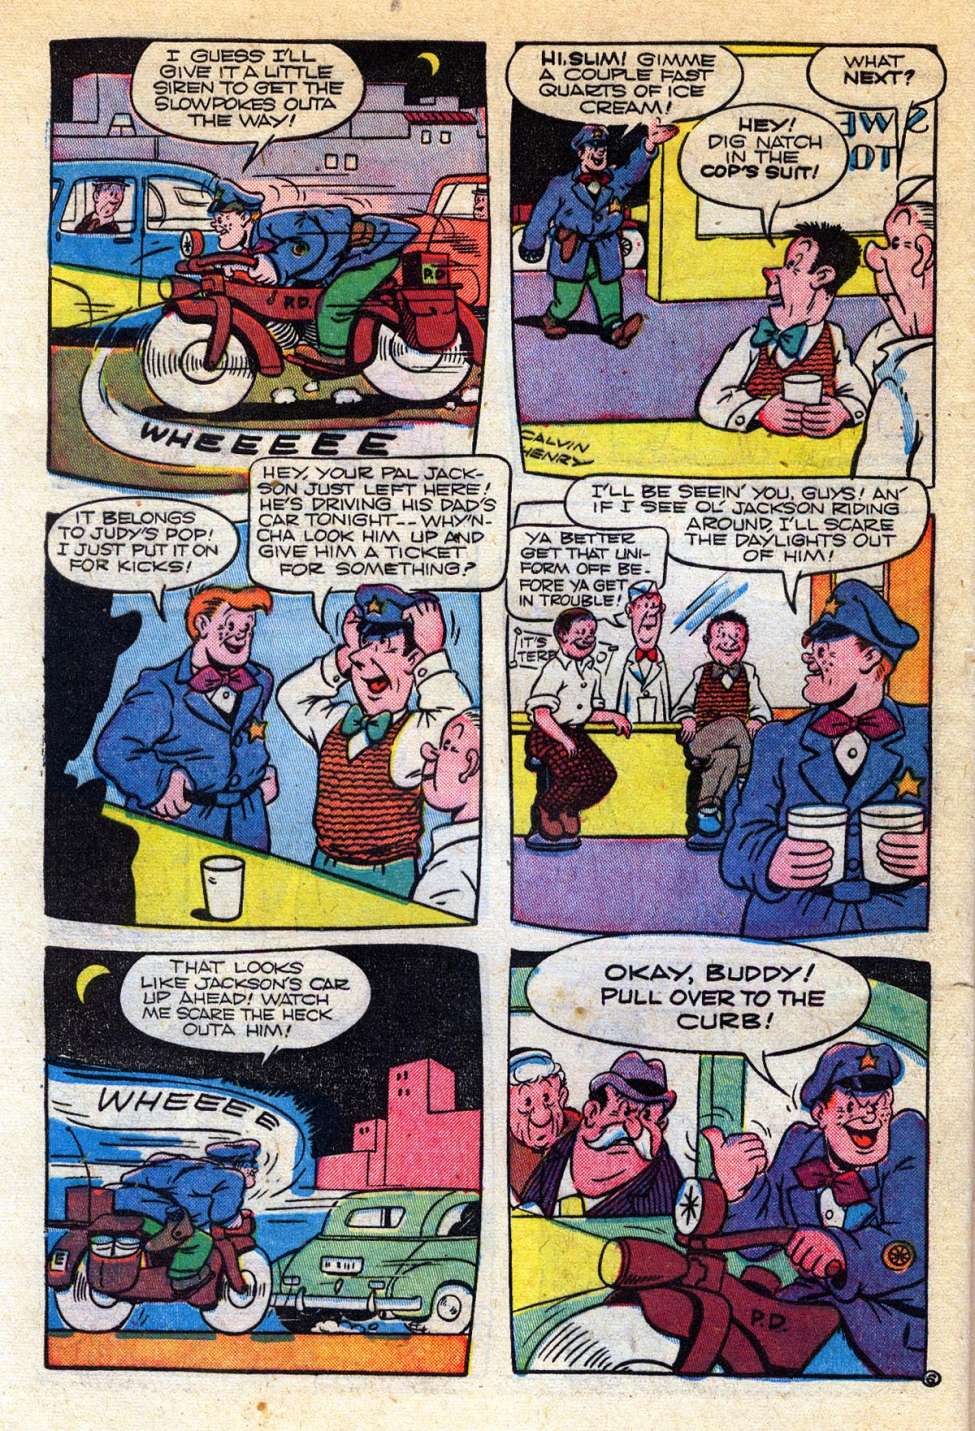 I GUESS I'LL
GIVE IT A LITTLE
SIREN TO GET THE
SLOWPOKES OUTA
THE WAY!
P.D.
P.D.
WHEEEEE
HI, SLIM! GIMME
A COUPLE FAST
QUARTS OF ICE
CREAM!
WHAT
NEXT?
HEY!
DIG NATCH
IN THE
COP'S SUIT!
S WE
TO
CALVIN
HENRY
IT BELONGS
TO JUDY'S POP!
I JUST PUT IT ON
FOR KICKS!
HEY, YOUR PAL JACK-
SON JUST LEFT HERE!
HE'S DRIVING HIS DAD'S
CAR TONIGHT--WHY'N-
CHA LOOK HIM UP AND
GIVE HIM A TICKET
FOR SOMETHING?
I'LL BE SEEIN' YOU, GUYS! AN'
IF I SEE OL' JACKSON RIDING
AROUND, I'LL SCARE
THE DAYLIGHTS OUT
OF HIM!
YA BETTER
GET THAT UNI-
FORM OFF BE-
FORE YA GET
IN TROUBLE!
IT'S
TER
THAT LOOKS
LIKE JACKSON'S CAR
UP AHEAD! WATCH
ME SCARE THE HECK
OUTA HIM!
WHEEEE
OKAY, BUDDY!
PULL OVER TO THE
CURB!
P.D.